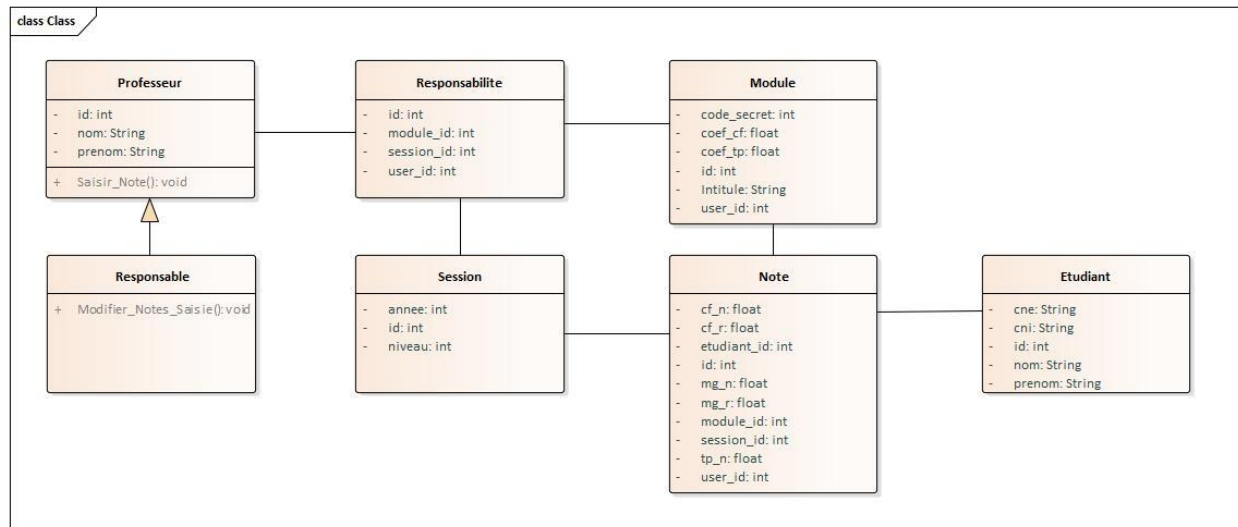 class Class
Professeur
- id: int
- nom: String
- prenom: String
+ Saisir_Note(): void
Responsabilite
- id: int
- module_id: int
- session_id: int
- user_id: int
Module
- code_secret: int
- coef_cf: float
- coef_tp: float
- id: int
- Intitule: String
- user_id: int
Responsable
+ Modifier_Notes_Saisie(): void
Session
- annee: int
- id: int
- niveau: int
Note
- cf_n: float
- cf_r: float
- etudiant_id: int
- id: int
- mg_n: float
- mg_r: float
- module_id: int
- session_id: int
- tp_n: float
- user_id: int
Etudiant
- cne: String
- cni: String
- id: int
- nom: String
- prenom: String